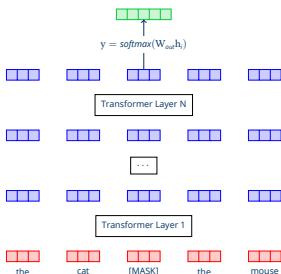 y = softmax(W_out h_i)
Transformer Layer N
...
Transformer Layer 1
the cat [MASK] the mouse